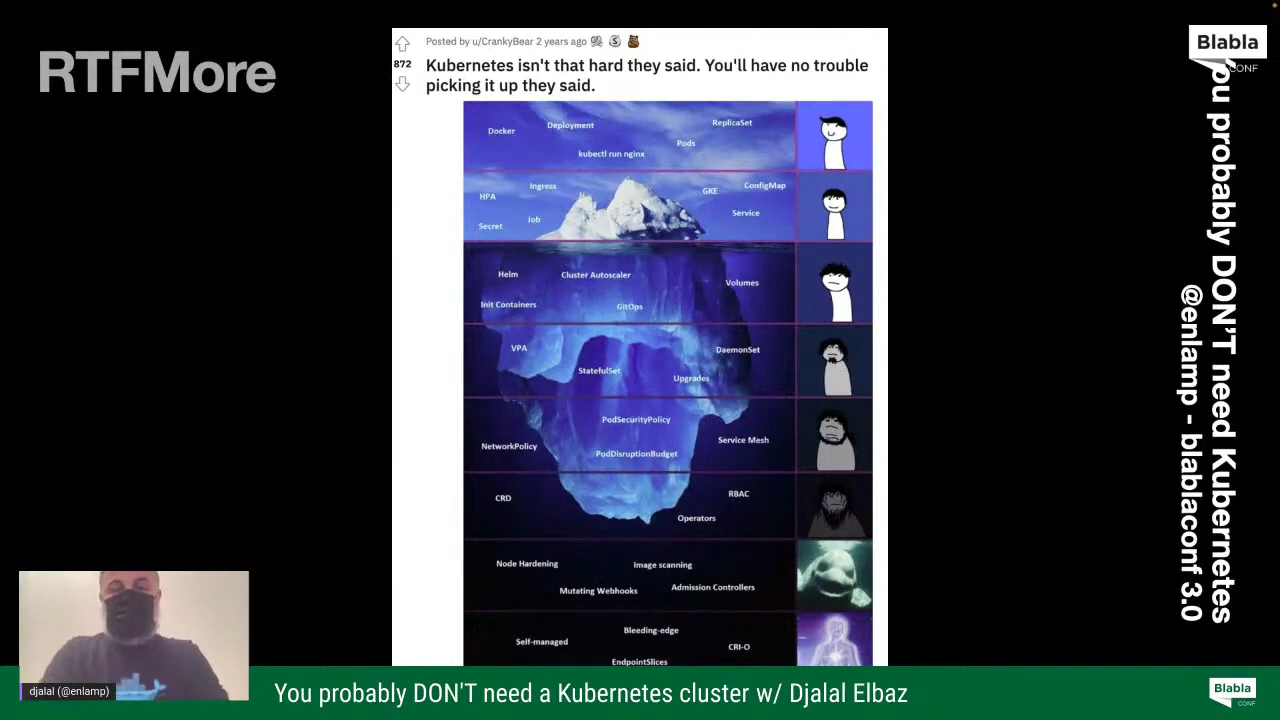 RTFMore
Posted by u/CrankyBear 2 years ago
872
Kubernetes isn't that hard they said. You'll have no trouble
picking it up they said.
Docker
Deployment
ReplicaSet
Pods
kubectl run nginx
HPA
Ingress
GKE
ConfigMap
Secret
Job
Service
Helm
Cluster Autoscaler
Volumes
Init Containers
GitOps
VPA
DaemonSet
StatefulSet
Upgrades
PodSecurityPolicy
NetworkPolicy
Service Mesh
PodDisruptionBudget
CRD
RBAC
Operators
Node Hardening
Image scanning
Mutating Webhooks
Admission Controllers
Self-managed
Bleeding-edge
CRI-O
EndpointSlices
Blabla
CONF
You probably DON'T need Kubernetes
@enlamp - blablaconf 3.0
djalal (@enlamp)
You probably DON'T need a Kubernetes cluster w/ Djalal Elbaz
Blabla
CONF